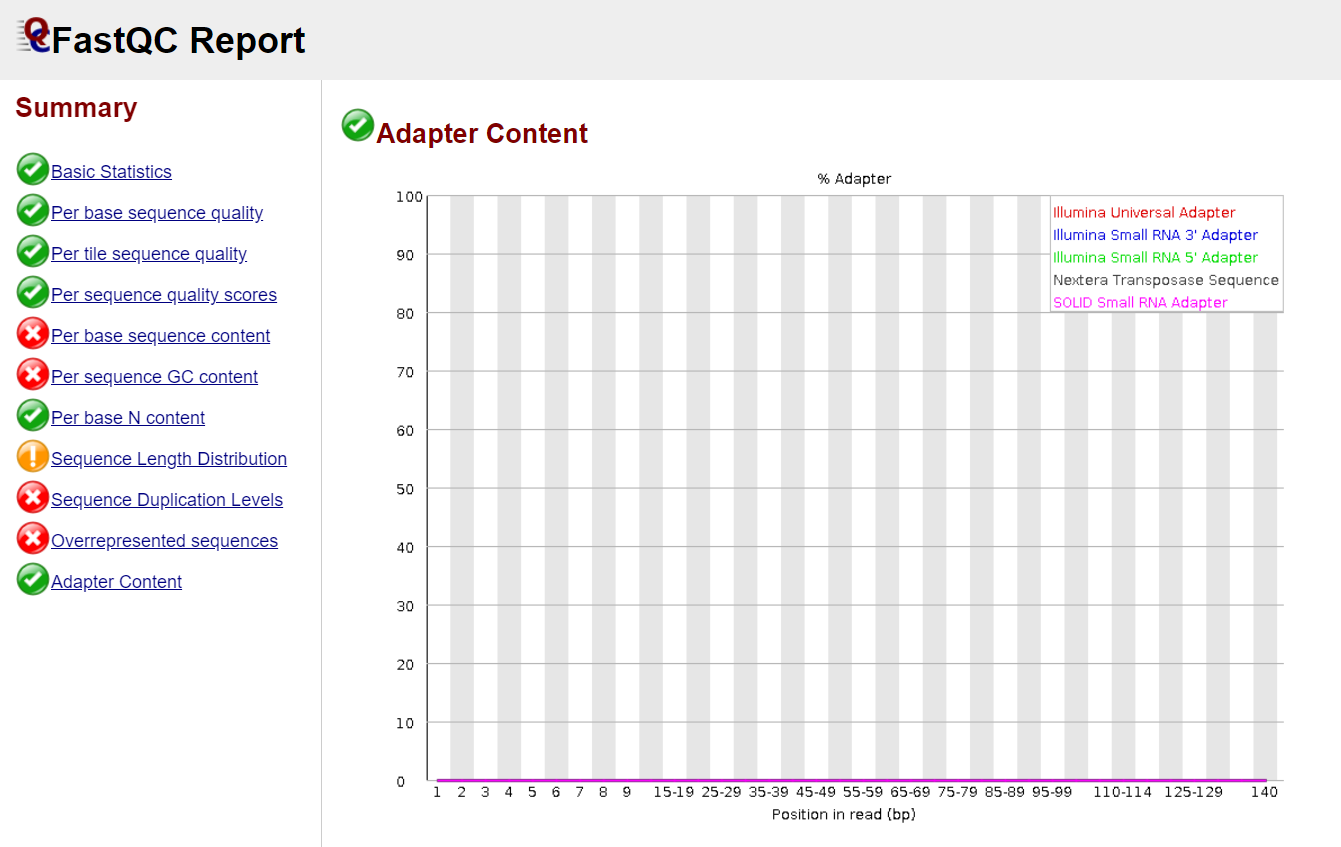 FastQC Report
Summary
Basic Statistics
Per base sequence quality
Per tile sequence quality
Per sequence quality scores
Per base sequence content
Per sequence GC content
Per base N content
Sequence Length Distribution
Sequence Duplication Levels
Overrepresented sequences
Adapter Content
Adapter Content
% Adapter
Illumina Universal Adapter
Illumina Small RNA 3' Adapter
Illumina Small RNA 5' Adapter
Nextera Transposase Sequence
SOLID Small RNA Adapter
100
90
80
70
60
50
40
30
20
10
0
1 2 3 4 5 6 7 8 9 15-19 25-29 35-39 45-49 55-59 65-69 75-79 85-89 95-99 110-114 125-129 140
Position in read (bp)